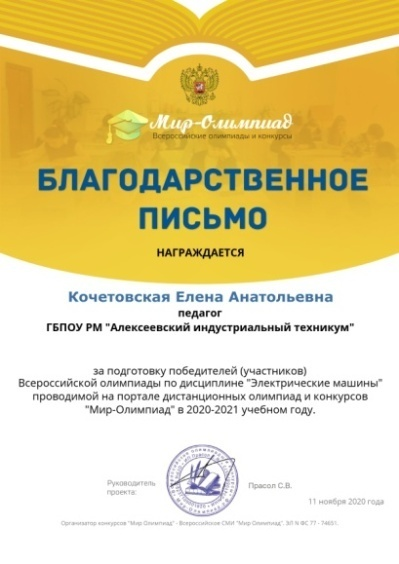 Мир-Олимпиад
Всероссийские олимпиады и конкурсы
БЛАГОДАРСТВЕННОЕ
ПИСЬМО
НАГРАЖДАЕТСЯ
Кочетовская Елена Анатольевна
педагог
ГБПОУ РМ "Алексеевский индустриальный техникум"
за подготовку победителей (участников)
Всероссийской олимпиады по дисциплине "Электрические машины"
проводимой на портале дистанционных олимпиад и конкурсов
"Мир-Олимпиад" в 2020-2021 учебном году.
Руководитель
проекта:
Прасол С.В.
11 ноября 2020 года
Организатор конкурсов "Мир Олимпиад" - Всероссийское СМИ "Мир Олимпиад". ЭЛ № ФС 77 - 74651.